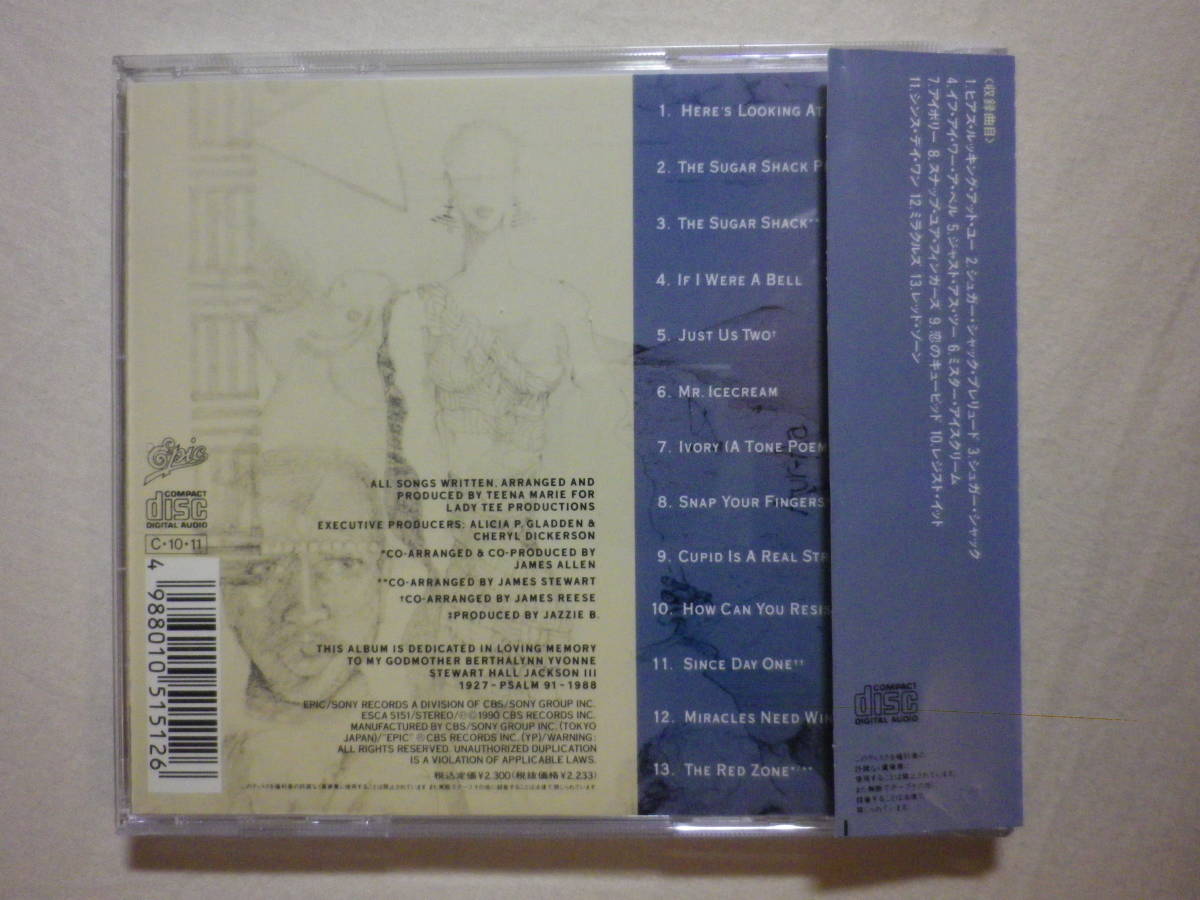 1. HERE'S LOOKING AT
2. THE SUGAR SHACK P
3. THE SUGAR SHACK**
4. IF I WERE A BELL
5. JUST US TWO†
6. MR. ICECREAM
7. IVORY (A TONE POEM
8. SNAP YOUR FINGERS
9. CUPID IS A REAL STR
10. HOW CAN YOU RESIS
11. SINCE DAY ONE‡
12. MIRACLES NEED WIN
13. THE RED ZONE*/**
Epic
COMPACT
disc
DIGITAL AUDIO
C・10・11
4 988010 515126
ALL SONGS WRITTEN, ARRANGED AND
PRODUCED BY TEENA MARIE FOR
LADY TEE PRODUCTIONS
EXECUTIVE PRODUCERS: ALICIA P. GLADDEN &
CHERYL DICKERSON
*CO-ARRANGED & CO-PRODUCED BY
JAMES ALLEN
**CO-ARRANGED BY JAMES STEWART
†CO-ARRANGED BY JAMES REESE
‡PRODUCED BY JAZZIE B.
THIS ALBUM IS DEDICATED IN LOVING MEMORY
TO MY GODMOTHER BERTHALYNN YVONNE
STEWART HALL JACKSON III
1927 – PSALM 91 – 1988
EPIC/SONY RECORDS A DIVISION OF CBS/SONY GROUP INC.
ESCA 5151/STEREO/℗©1990 CBS RECORDS INC.
MANUFACTURED BY CBS/SONY GROUP INC. (TOKYO
JAPAN)/"EPIC" ® CBS RECORDS INC. (YP)/WARNING:
ALL RIGHTS RESERVED. UNAUTHORIZED DUPLICATION
IS A VIOLATION OF APPLICABLE LAWS.
税込定価¥2,300(税抜価格¥2,233)
〈収録曲目〉
1.ヒアズ・ルッキング・アット・ユー 2.シュガー・シャック・プレリュード 3.シュガー・シャック
4.イフ・アイ・ワー・ア・ベル 5.ジャスト・アス・ツー 6.ミスター・アイスクリーム
7.アイボリー 8.スナップ・ユア・フィンガーズ 9.恋のキューピッド 10.レジスト・イット
11.シンス・デイ・ワン 12.ミラクルズ 13.レッド・ゾーン
COMPACT
disc
DIGITAL AUDIO